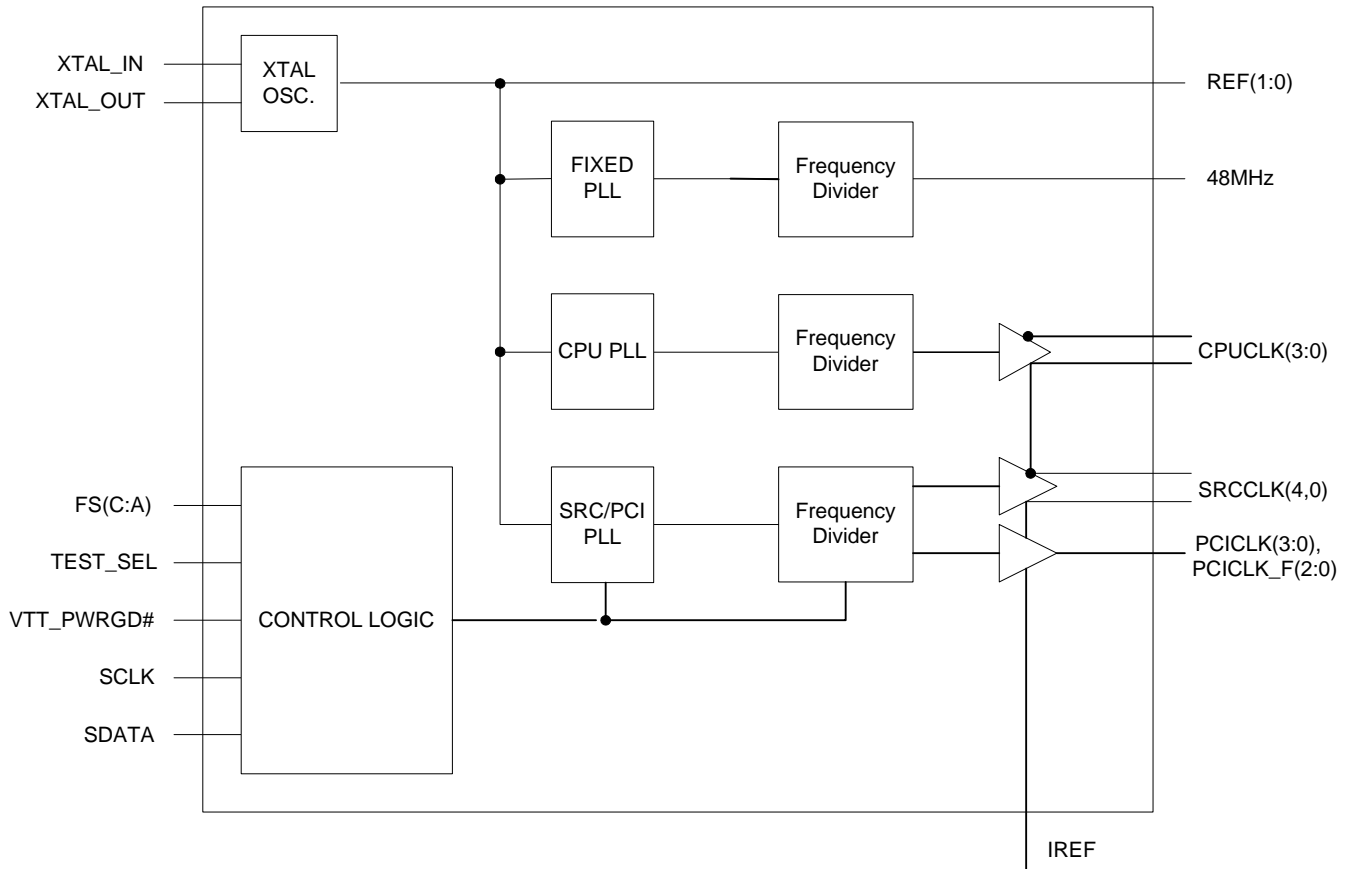 XTAL_IN
XTAL_OUT
XTAL
OSC.
REF(1:0)
FIXED
PLL
Frequency
Divider
48MHz
CPU PLL
Frequency
Divider
CPUCLK(3:0)
FS(C:A)
TEST_SEL
VTT_PWRGD#
SCLK
SDATA
CONTROL LOGIC
SRC/PCI
PLL
Frequency
Divider
SRCCLK(4,0)
PCICLK(3:0),
PCICLK_F(2:0)
IREF